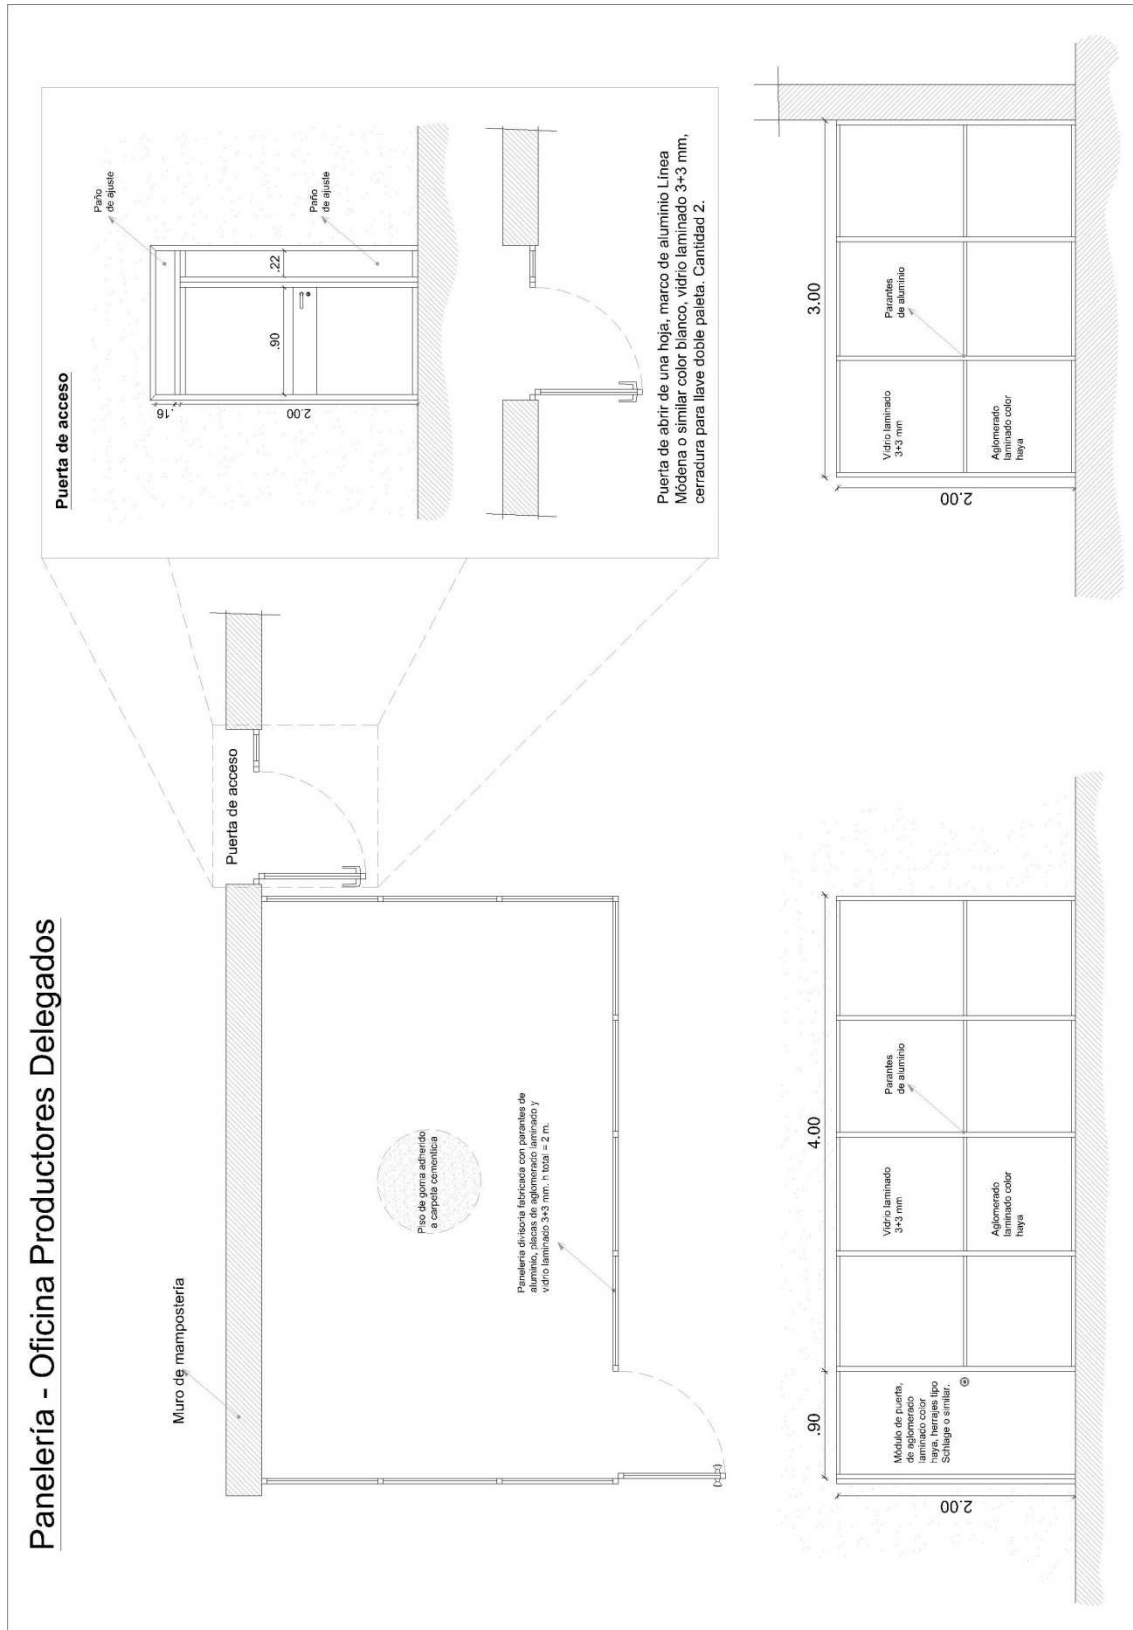 Panelería - Oficina Productores Delegados
Muro de mampostería
Puerta de acceso
Piso de goma adherido
a carpeta cementicia
Panelería divisoria fabricada con parantes de
aluminio, placas de aglomerado laminado y
vidrio laminado 3+3 mm. h total = 2 m.
Puerta de acceso
Paño
de ajuste
Paño
de ajuste
.16
2.00
.90
.22
Puerta de abrir de una hoja, marco de aluminio Línea
Módena o similar color blanco, vidrio laminado 3+3 mm,
cerradura para llave doble paleta. Cantidad 2.
.90
4.00
2.00
Módulo de puerta,
de aglomerado
laminado color
haya, herrajes tipo
Schlage o similar.
Vidrio laminado
3+3 mm
Aglomerado
laminado color
haya
Parantes
de aluminio
3.00
2.00
Vidrio laminado
3+3 mm
Aglomerado
laminado color
haya
Parantes
de aluminio